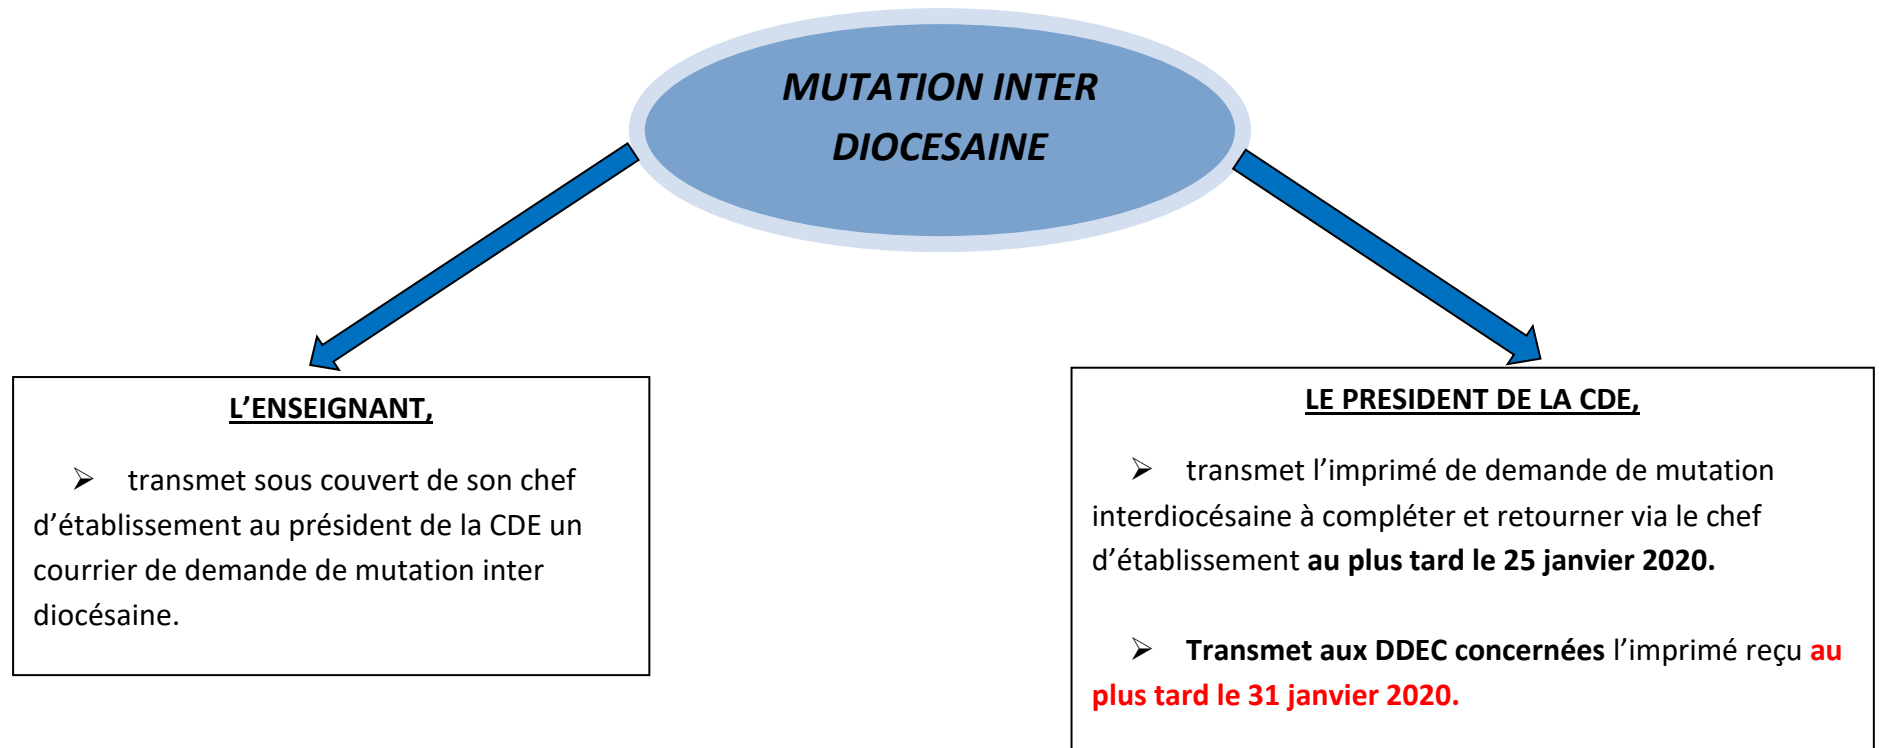 MUTATION INTER
DIOCESAINE
L’ENSEIGNANT,
➢ transmet sous couvert de son chef
d’établissement au président de la CDE un
courrier de demande de mutation inter
diocésaine.
LE PRESIDENT DE LA CDE,
➢ transmet l’imprimé de demande de mutation
interdiocésaine à compléter et retourner via le chef
d’établissement au plus tard le 25 janvier 2020.
➢ Transmet aux DDEC concernées l’imprimé reçu au
plus tard le 31 janvier 2020.